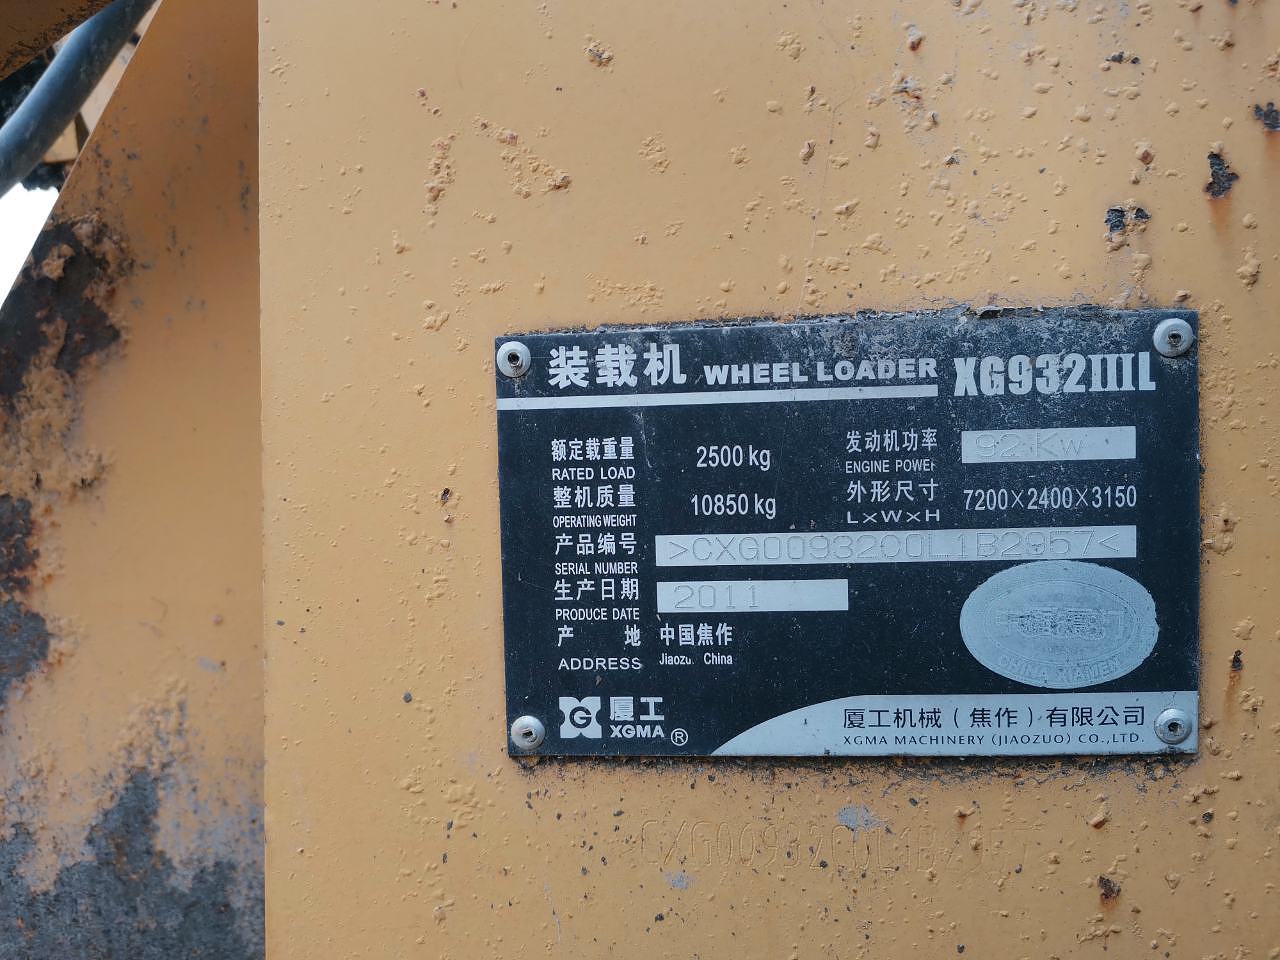 装载机 WHEEL LOADER XG932IIIL
额定载重量 2500 kg 发动机功率 92 Kw
RATED LOAD ENGINE POWER
整机质量 10850 kg 外形尺寸 7200×2400×3150
OPERATING WEIGHT L×W×H
产品编号 >CXG00932C0L1B2957<
SERIAL NUMBER
生产日期 2011
PRODUCE DATE
产 地 中国焦作
ADDRESS Jiaozu. China
CHINA XIAMEN
厦工
XGMA ®
厦工机械(焦作)有限公司
XGMA MACHINERY (JIAOZUO) CO.,LTD.
CXG00932C0L1B2957